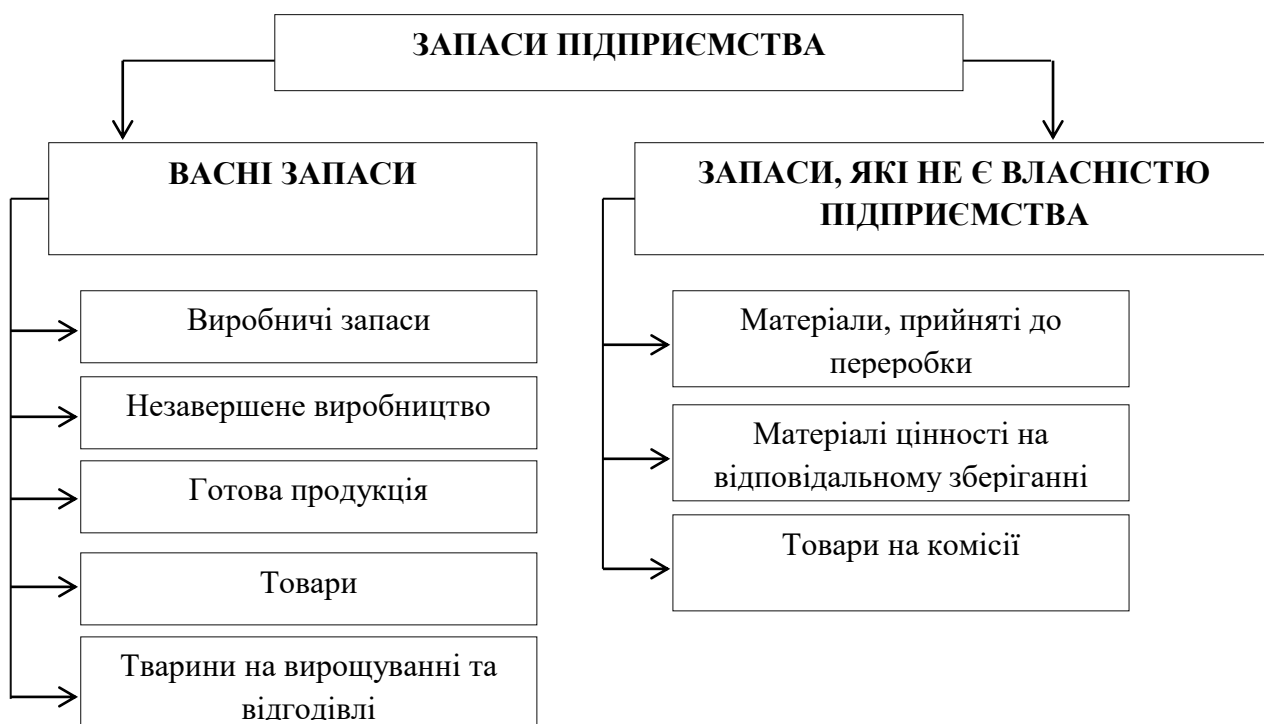 ЗАПАСИ ПІДПРИЄМСТВА
ВАСНІ ЗАПАСИ
ЗАПАСИ, ЯКІ НЕ Є ВЛАСНІСТЮ
ПІДПРИЄМСТВА
Виробничі запаси
Незавершене виробництво
Готова продукція
Товари
Тварини на вирощуванні та
відгодівлі
Матеріали, прийняті до
переробки
Матеріалі цінності на
відповідальному зберіганні
Товари на комісії